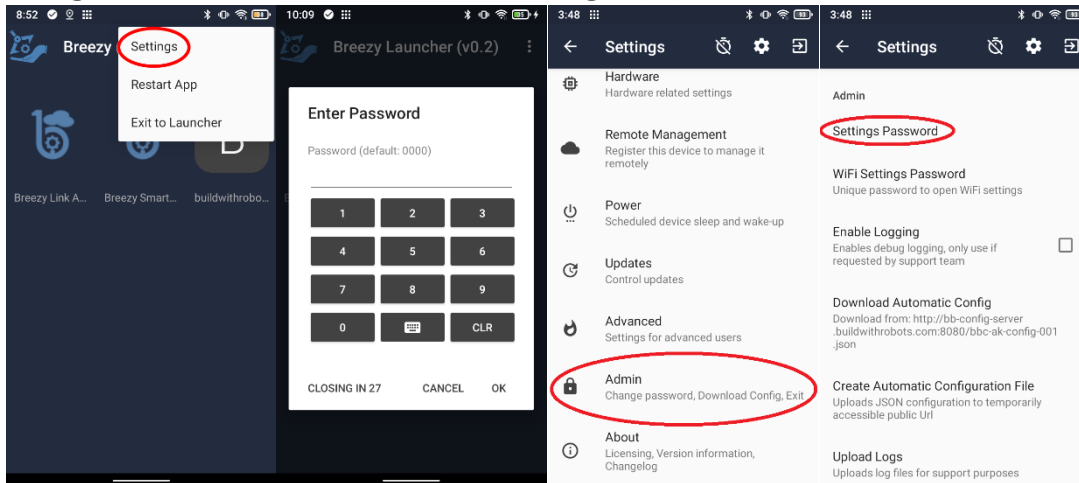 8:52
Breezy
Settings
Restart App
Exit to Launcher
Breezy Link A...
Breezy Smart...
buildwithrobo...
10:09
Breezy Launcher (v0.2)
Enter Password
Password (default: 0000)
1 2 3
4 5 6
7 8 9
0 CLR
CLOSING IN 27 CANCEL OK
3:48
93
Settings
Hardware
Hardware related settings
Remote Management
Register this device to manage it
remotely
Power
Scheduled device sleep and wake-up
Updates
Control updates
Advanced
Settings for advanced users
Admin
Change password, Download Config, Exit
About
Licensing, Version information,
Changelog
3:48
93
Settings
Admin
Settings Password
WiFi Settings Password
Unique password to open WiFi settings
Enable Logging
Enables debug logging, only use if
requested by support team
Download Automatic Config
Download from: http://bb-config-server
.buildwithrobots.com:8080/bbc-ak-config-001
.json
Create Automatic Configuration File
Uploads JSON configuration to temporarily
accessible public Url
Upload Logs
Uploads log files for support purposes